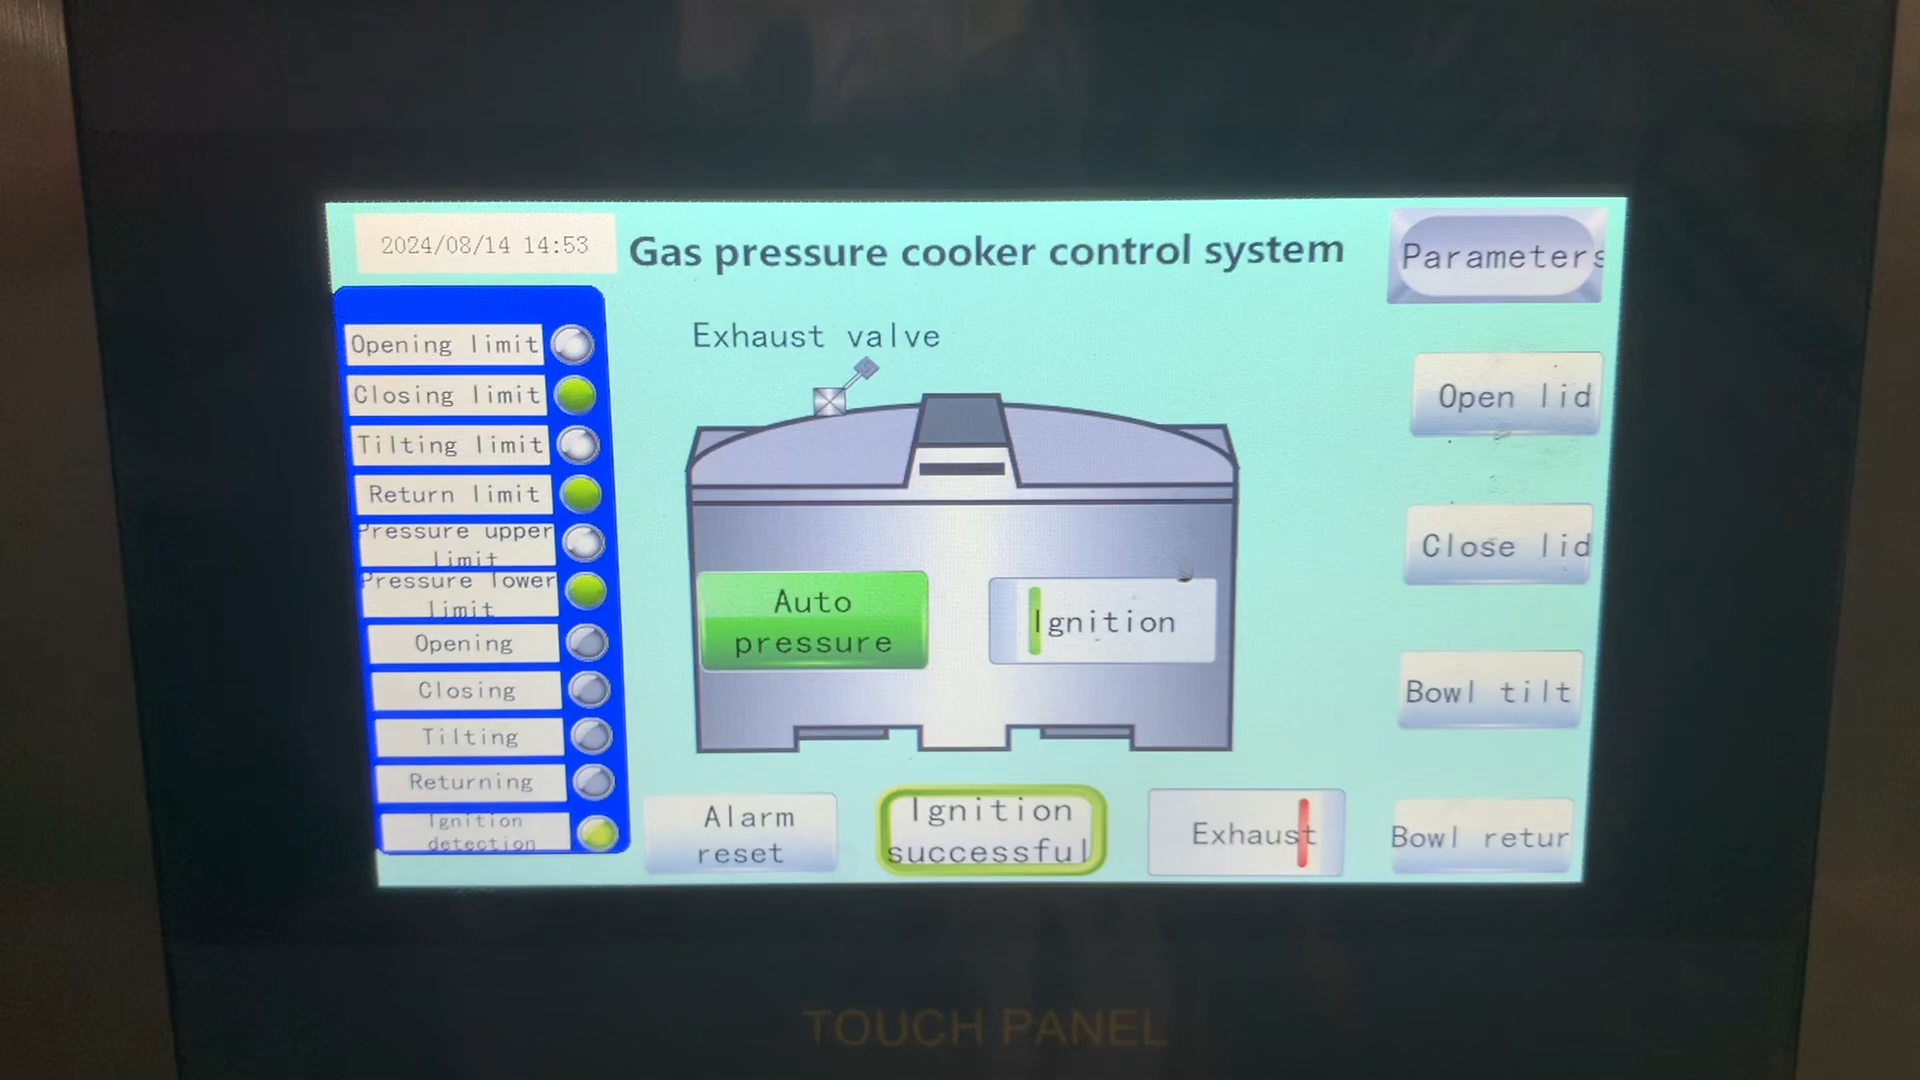 2024/08/14 14:53
Gas pressure cooker control system
Parameters
Opening limit
Closing limit
Tilting limit
Return limit
Pressure upper
limit
Pressure lower
limit
Opening
Closing
Tilting
Returning
Ignition
detection
Exhaust valve
Auto
pressure
Ignition
Open lid
Close lid
Bowl tilt
Bowl retur
Alarm
reset
Ignition
successful
Exhaust
TOUCH PANEL